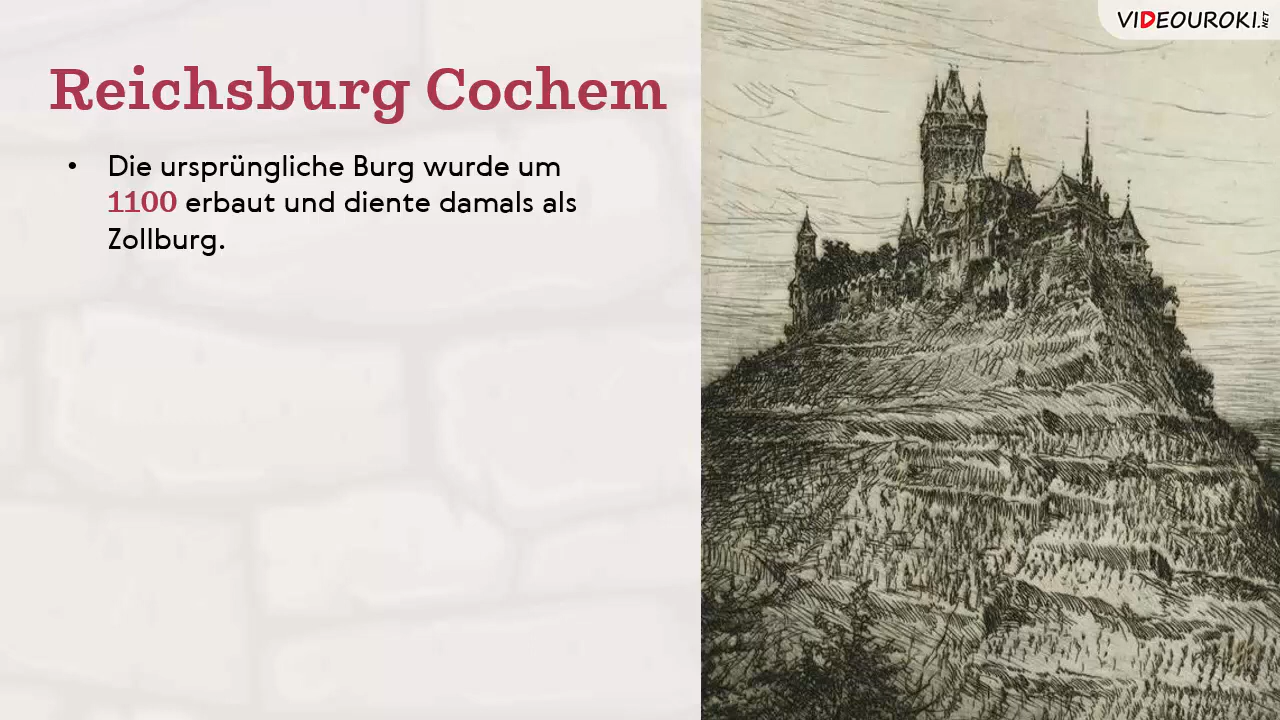 VIDEOUROKI.NET
Reichsburg Cochem
• Die ursprüngliche Burg wurde um
1100 erbaut und diente damals als
Zollburg.